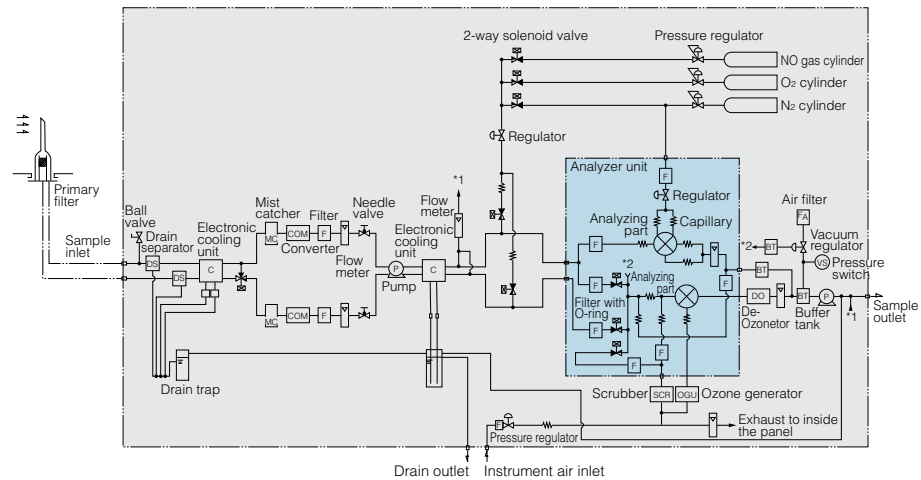 2-way solenoid valve
Pressure regulator
NO gas cylinder
O2 cylinder
N2 cylinder
Regulator
Analyzer unit
F
Regulator
Primary
filter
Sample
inlet
Ball
valve
Drain
separator
DS
DS
Electronic
cooling
unit
C
Mist
catcher
MC
MC
COM
COM
Converter
Filter
F
F
Flow
meter
Needle
valve
P
Pump
Electronic
cooling
unit
C
Flow
meter
*1
Analyzing
part
Capillary
F
F
*2
Analyzing
part
Filter with
O-ring
F
F
F
F
Air filter
FA
*2
BT
Vacuum
regulator
VS
Pressure
switch
BT
DO
De-
Ozonetor
BT
Buffer
tank
P
*1
Sample
outlet
Drain trap
Scrubber
SCR
OGU
Ozone generator
F
Pressure regulator
Exhaust to inside
the panel
Drain outlet
Instrument air inlet